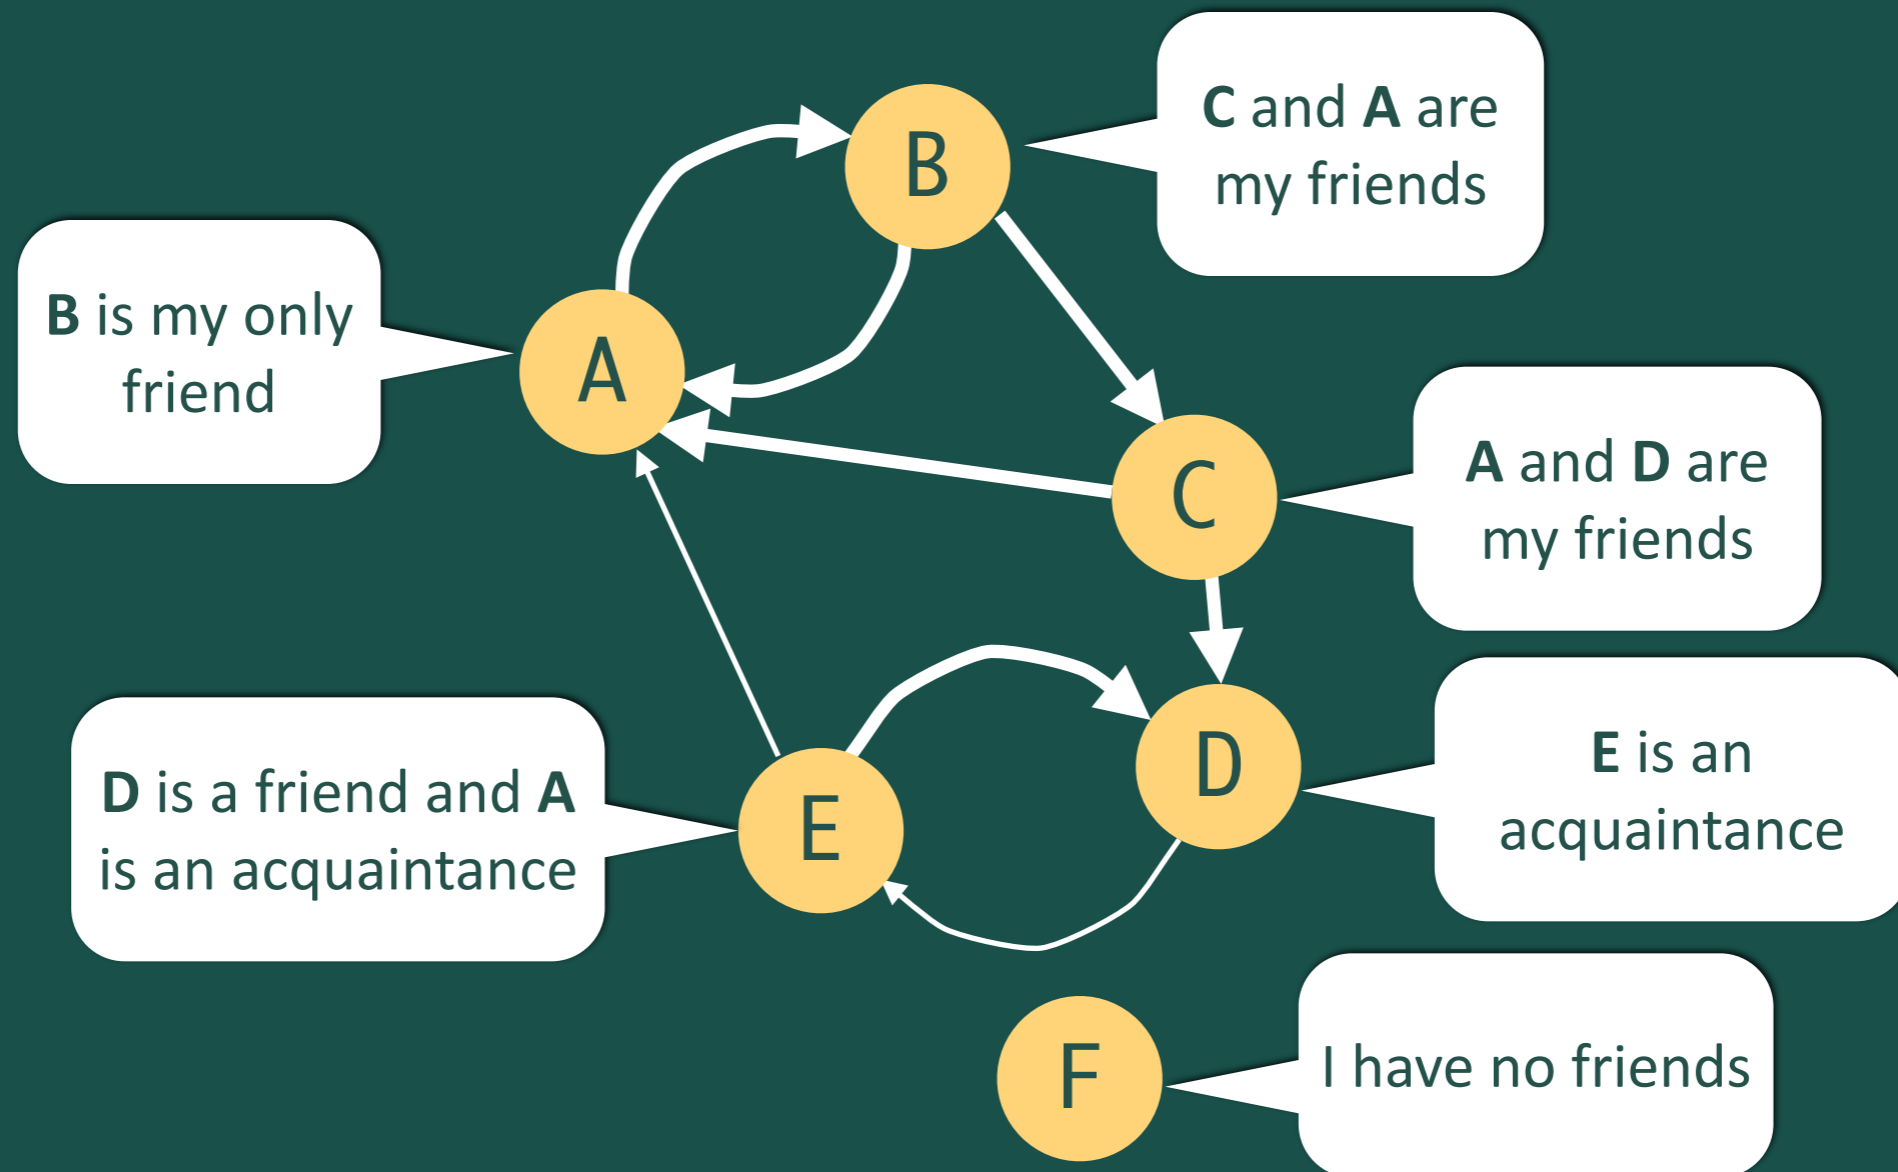 B
C and A are
my friends
B is my only
friend
A
C
A and D are
my friends
D is a friend and A
is an acquaintance
E
D
E is an
acquaintance
F
I have no friends